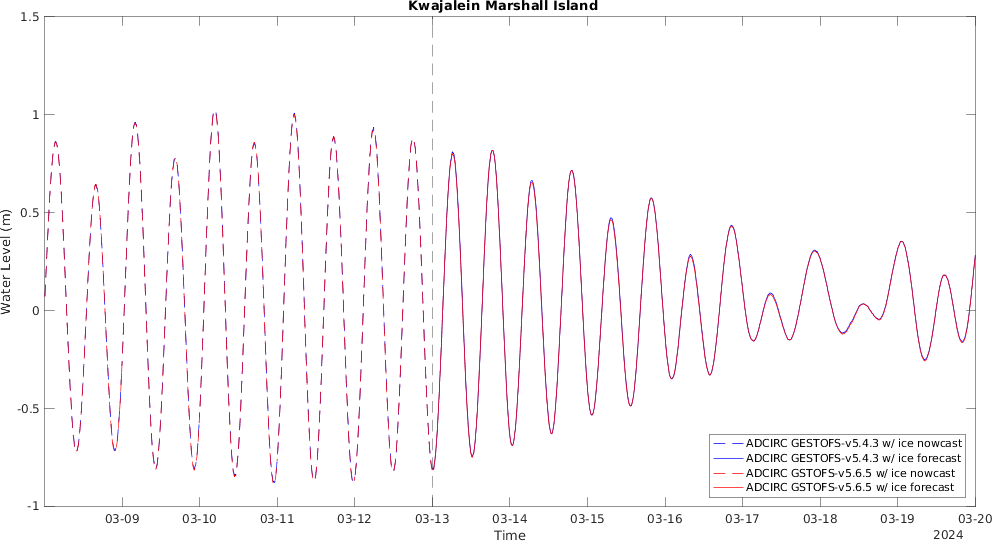 Kwajalein Marshall Island
1.5
1
0.5
0
-0.5
-1
Water Level (m)
ADCIRC GESTOFS-v5.4.3 w/ ice nowcast
ADCIRC GESTOFS-v5.4.3 w/ ice forecast
ADCIRC GSTOFS-v5.6.5 w/ ice nowcast
ADCIRC GSTOFS-v5.6.5 w/ ice forecast
03-09 03-10 03-11 03-12 03-13 03-14 03-15 03-16 03-17 03-18 03-19 03-20
Time
2024